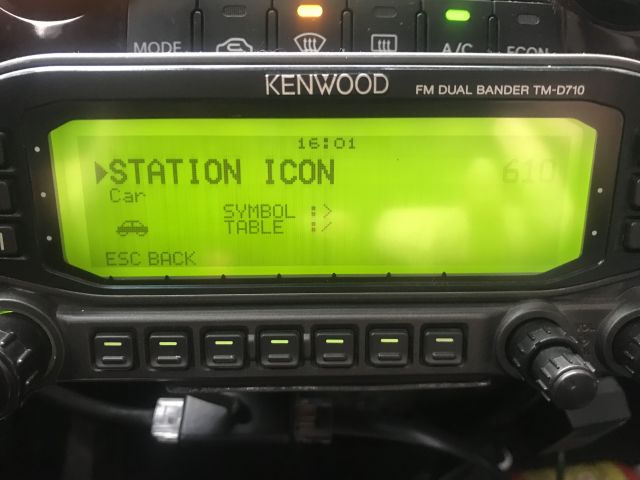 MODE
A/C
ECON
KENWOOD
FM DUAL BANDER TM-D710
16:01
▶STATION ICON 610
Car
SYMBOL :>
TABLE :/
ESC BACK